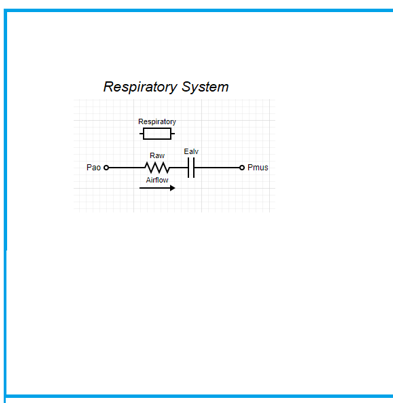 Respiratory System
Respiratory
Raw
Ealv
Pao
Pmus
Airflow